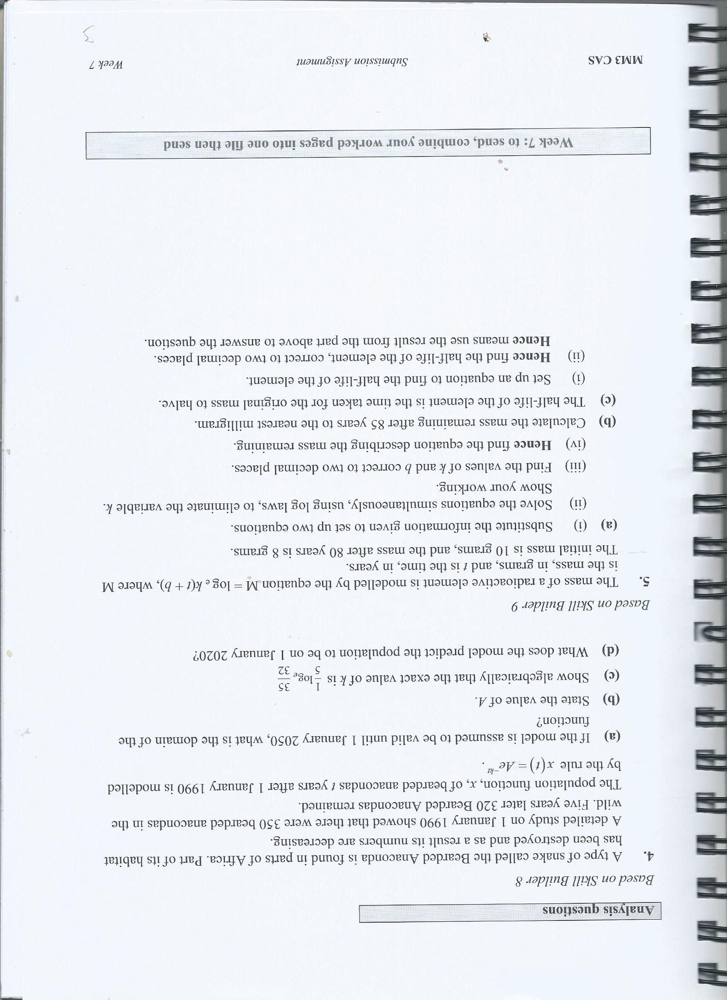 Analysis questions
Based on Skill Builder 8
4. A type of snake called the Bearded Anaconda is found in parts of Africa. Part of its habitat
has been destroyed and as a result its numbers are decreasing.
A detailed study on 1 January 1990 showed that there were 350 bearded anacondas in the
wild. Five years later 320 Bearded Anacondas remained.
The population function, x, of bearded anacondas t years after 1 January 1990 is modelled
by the rule x(t) = Ae^{-kt}.
(a) If the model is assumed to be valid until 1 January 2050, what is the domain of the
function?
(b) State the value of A.
(c) Show algebraically that the exact value of k is 1/5 logₑ 35/32
(d) What does the model predict the population to be on 1 January 2020?
Based on Skill Builder 9
5. The mass of a radioactive element is modelled by the equation M = log e k(t + b), where M
is the mass, in grams, and t is the time, in years.
The initial mass is 10 grams, and the mass after 80 years is 8 grams.
(a) (i) Substitute the information given to set up two equations.
(ii) Solve the equations simultaneously, using log laws, to eliminate the variable k.
Show your working.
(iii) Find the values of k and b correct to two decimal places.
(iv) Hence find the equation describing the mass remaining.
(b) Calculate the mass remaining after 85 years to the nearest milligram.
(c) The half-life of the element is the time taken for the original mass to halve.
(i) Set up an equation to find the half-life of the element.
(ii) Hence find the half-life of the element, correct to two decimal places.
Hence means use the result from the part above to answer the question.
Week 7: to send, combine your worked pages into one file then send
MM3 CAS Submission Assignment Week 7
3